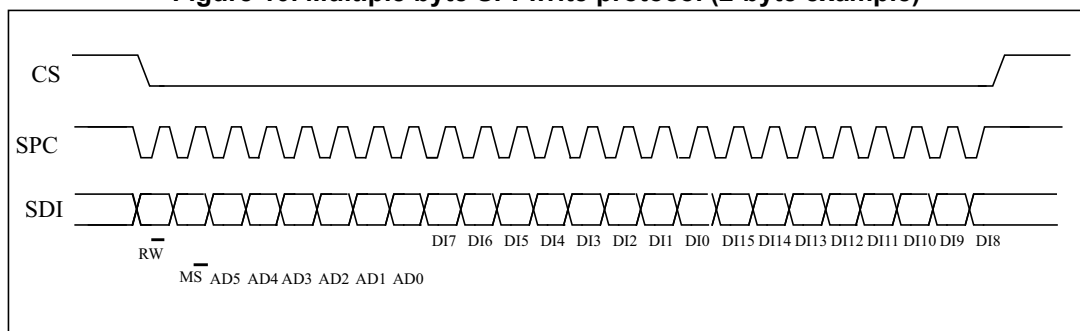 Figure 10. Multiple byte SPI write protocol (2-byte example)
CS
SPC
SDI
DI7 DI6 DI5 DI4 DI3 DI2 DI1 DI0 DI15 DI14 DI13 DI12 DI11 DI10 DI9 DI8
RW̅
MS̅ AD5 AD4 AD3 AD2 AD1 AD0